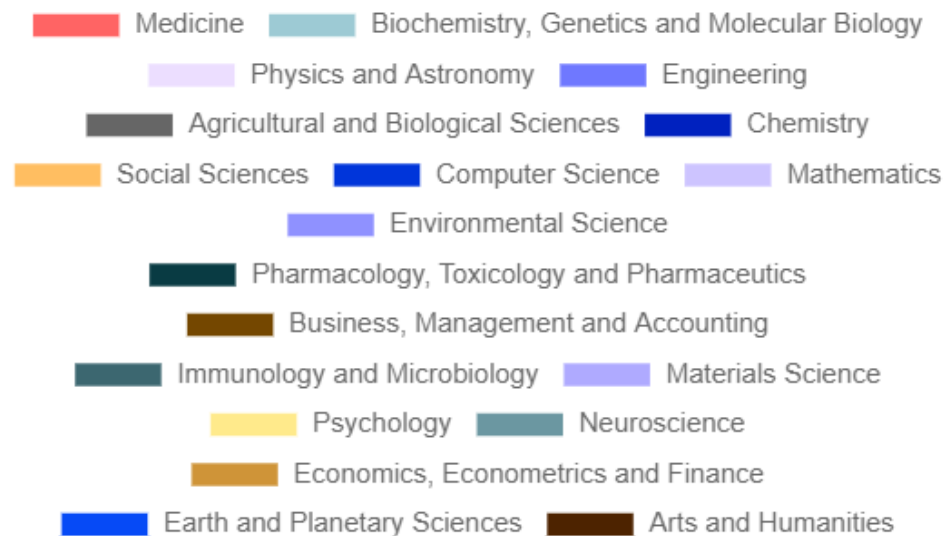 Medicine Biochemistry, Genetics and Molecular Biology
Physics and Astronomy Engineering
Agricultural and Biological Sciences Chemistry
Social Sciences Computer Science Mathematics
Environmental Science
Pharmacology, Toxicology and Pharmaceutics
Business, Management and Accounting
Immunology and Microbiology Materials Science
Psychology Neuroscience
Economics, Econometrics and Finance
Earth and Planetary Sciences Arts and Humanities